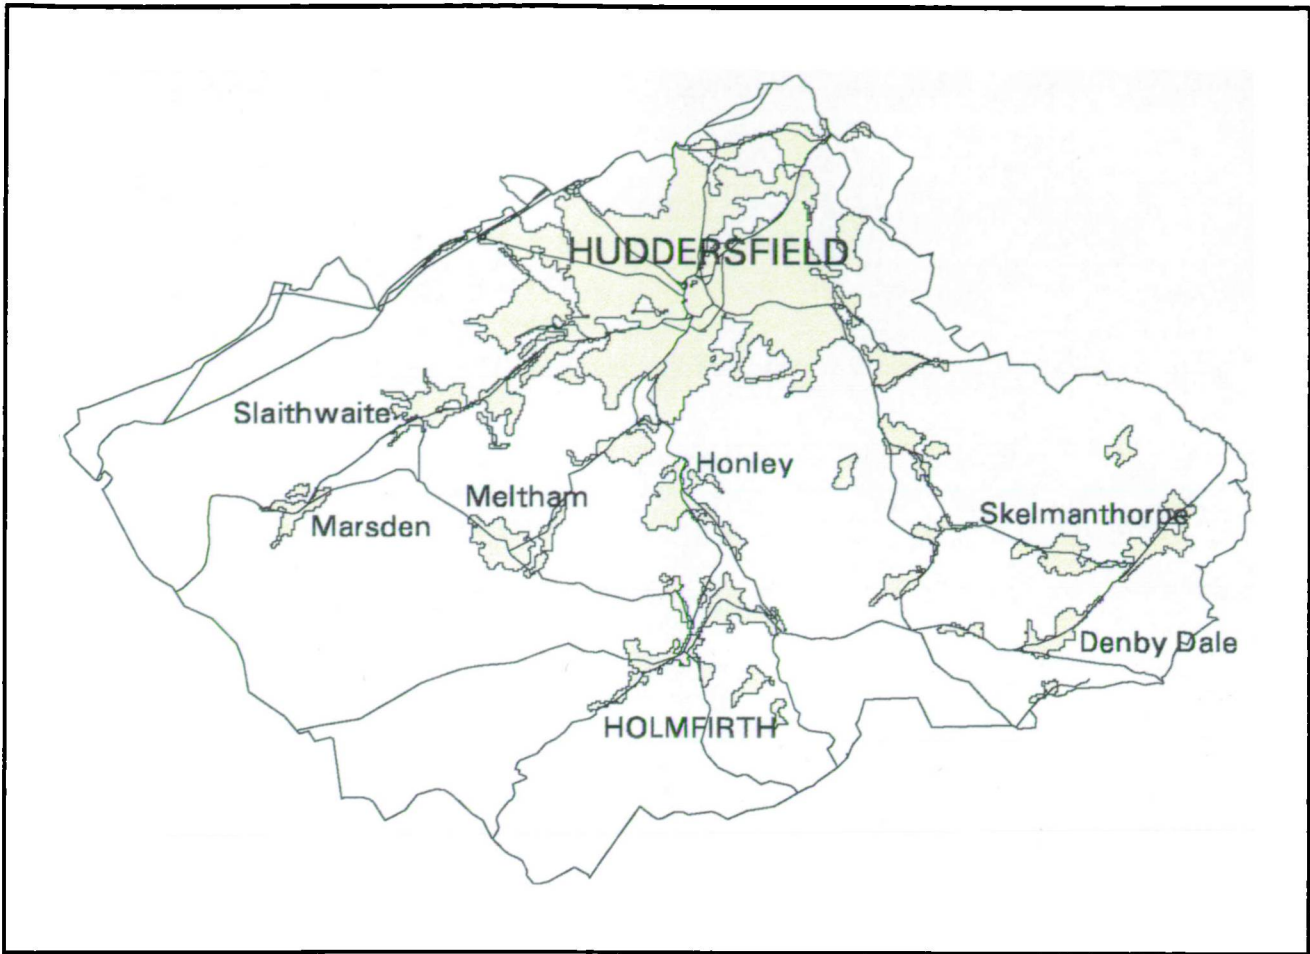 HUDDERSFIELD
Slaithwaite
Honley
Meltham
Marsden
Skelmanthorpe
Denby Dale
HOLMFIRTH